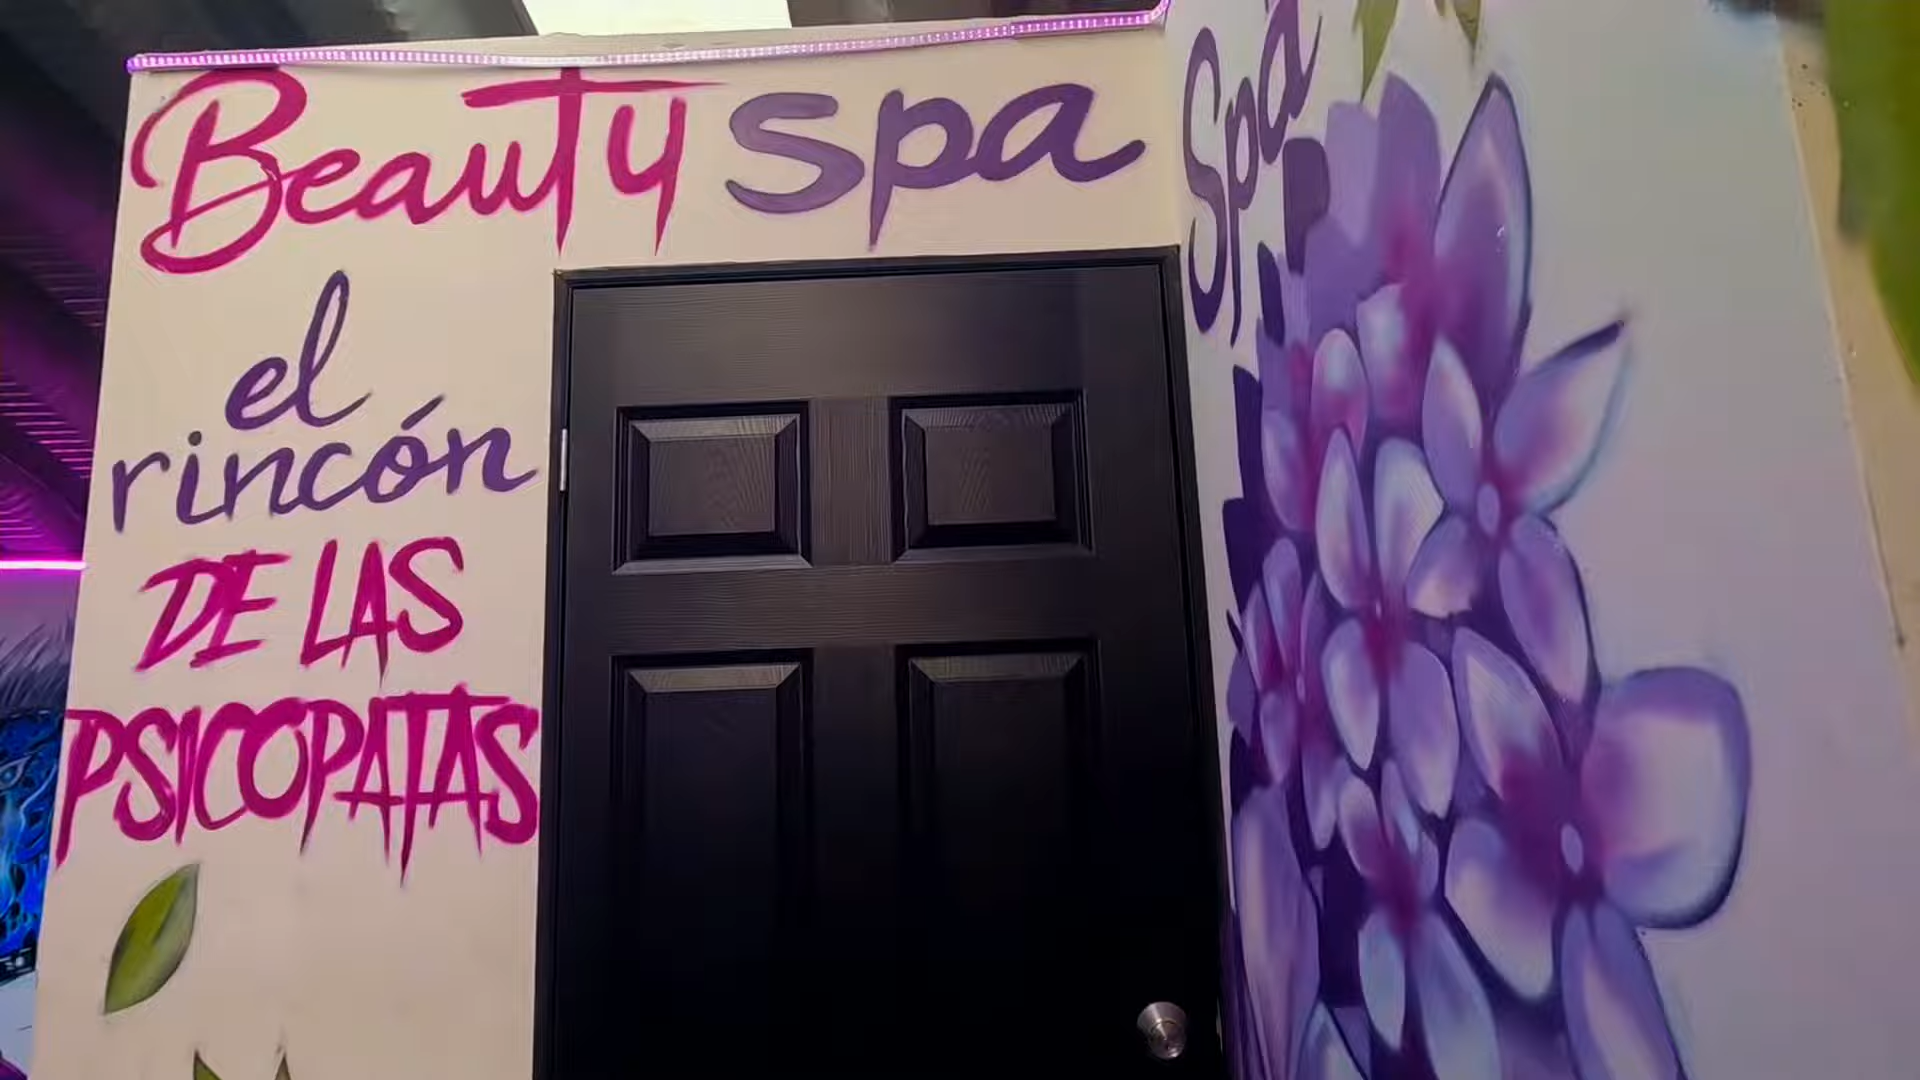 Beauty spa
el
rincón
DE LAS
PSICOPATAS
Spa